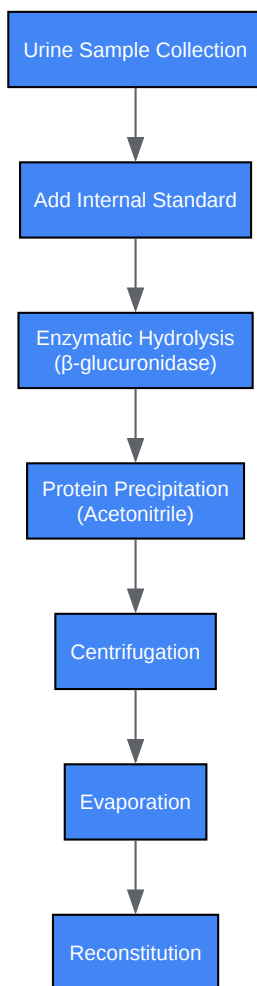 Urine Sample Collection
Add Internal Standard
Enzymatic Hydrolysis
(β-glucuronidase)
Protein Precipitation
(Acetonitrile)
Centrifugation
Evaporation
Reconstitution